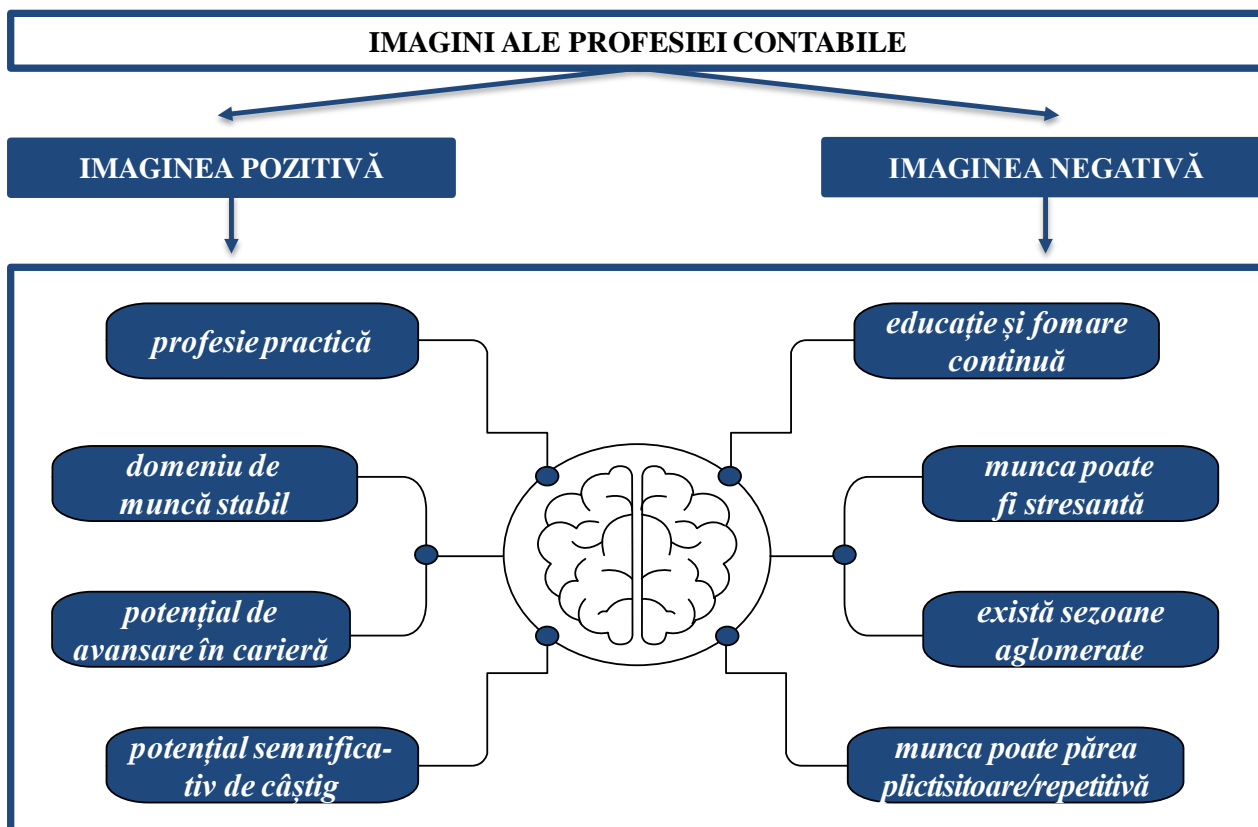 IMAGINI ALE PROFESIEI CONTABILE
IMAGINEA POZITIVĂ
IMAGINEA NEGATIVĂ
profesie practică
domeniu de
muncă stabil
potențial de
avansare în carieră
potențial semnifica-
tiv de câștig
educație și fomare
continuă
munca poate
fi stresantă
există sezoane
aglomerate
munca poate părea
plictisitoare/repetitivă